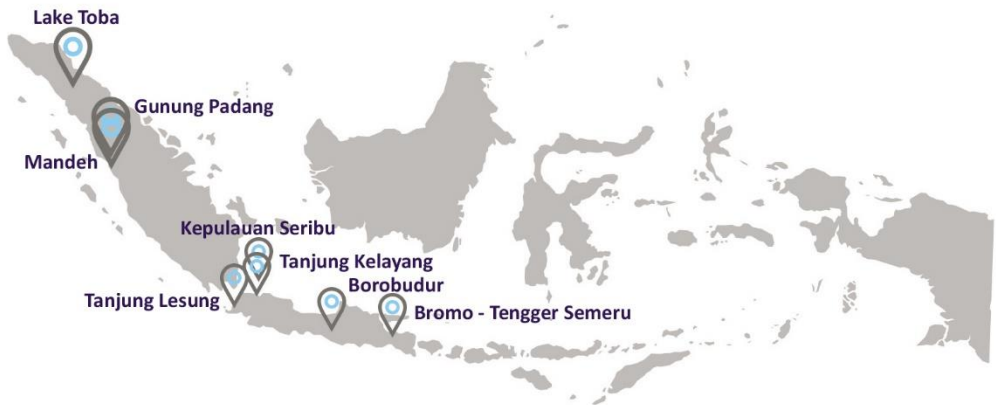 Lake Toba
Gunung Padang
Mandeh
Kepulauan Seribu
Tanjung Kelayang
Tanjung Lesung
Borobudur
Bromo - Tengger Semeru